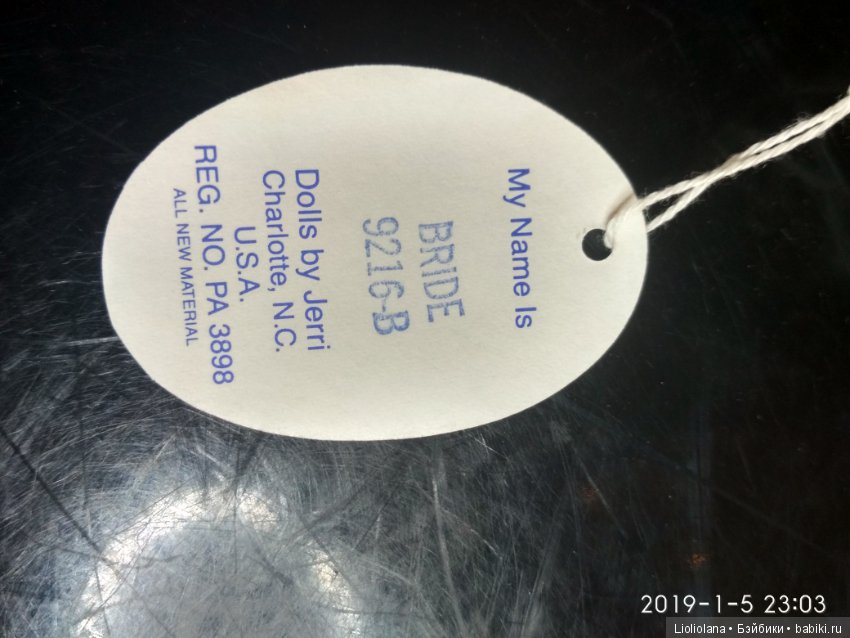 My Name Is
BRIDE
9216-B
Dolls by Jerri
Charlotte, N.C.
U.S.A.
REG. NO. PA 3898
ALL NEW MATERIAL
2019-1-5 23:03
Lioliolana • Бэйбики • babiki.ru